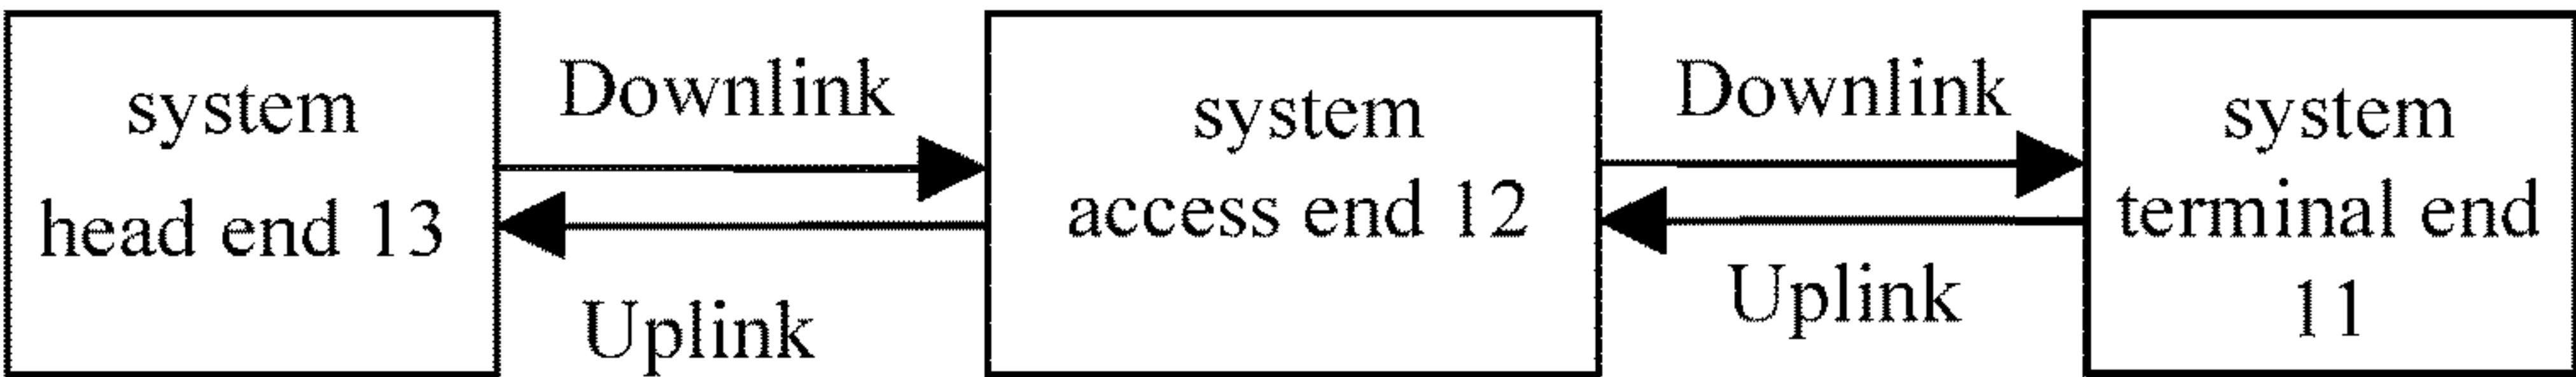 system
head end 13
Downlink
Uplink
system
access end 12
Downlink
Uplink
system
terminal end
11